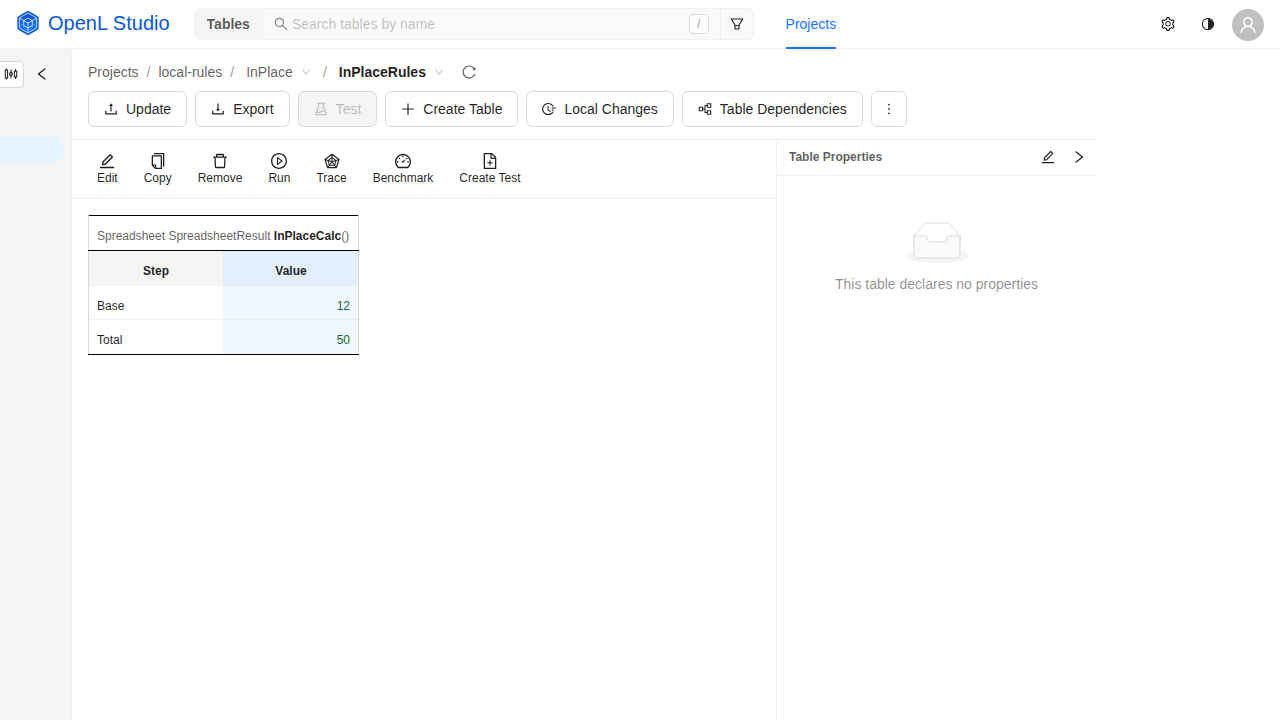 OpenL Studio
Tables
Search tables by name
/
Projects
Projects / local-rules / InPlace / InPlaceRules
Update
Export
Test
Create Table
Local Changes
Table Dependencies
Edit
Copy
Remove
Run
Trace
Benchmark
Create Test
Table Properties
Spreadsheet SpreadsheetResult InPlaceCalc()
Step Value
Base 12
Total 50
This table declares no properties